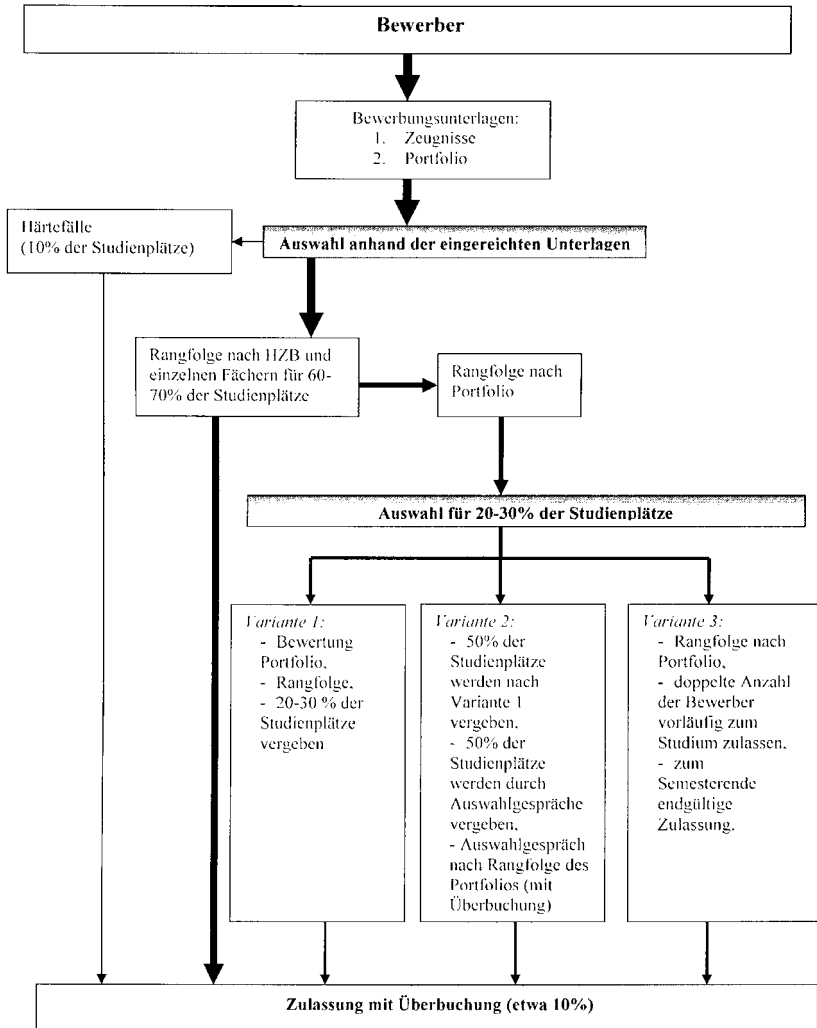 Bewerber
Bewerbungsunterlagen:
1. Zeugnisse
2. Portfolio
Härtefälle
(10% der Studienplätze)
Auswahl anhand der eingereichten Unterlagen
Rangfolge nach HZB und
einzelnen Fächern für 60-
70% der Studienplätze
Rangfolge nach
Portfolio
Auswahl für 20-30% der Studienplätze
Variante 1:
- Bewertung
Portfolio,
- Rangfolge,
- 20-30 % der
Studienplätze
vergeben
Variante 2:
- 50% der
Studienplätze
werden nach
Variante 1
vergeben,
- 50% der
Studienplätze
werden durch
Auswahlgespräche
vergeben,
- Auswahlgespräch
nach Rangfolge des
Portfolios (mit
Überbuchung)
Variante 3:
- Rangfolge nach
Portfolio,
- doppelte Anzahl
der Bewerber
vorläufig zum
Studium zulassen,
- zum
Semesterende
endgültige
Zulassung.
Zulassung mit Überbuchung (etwa 10%)